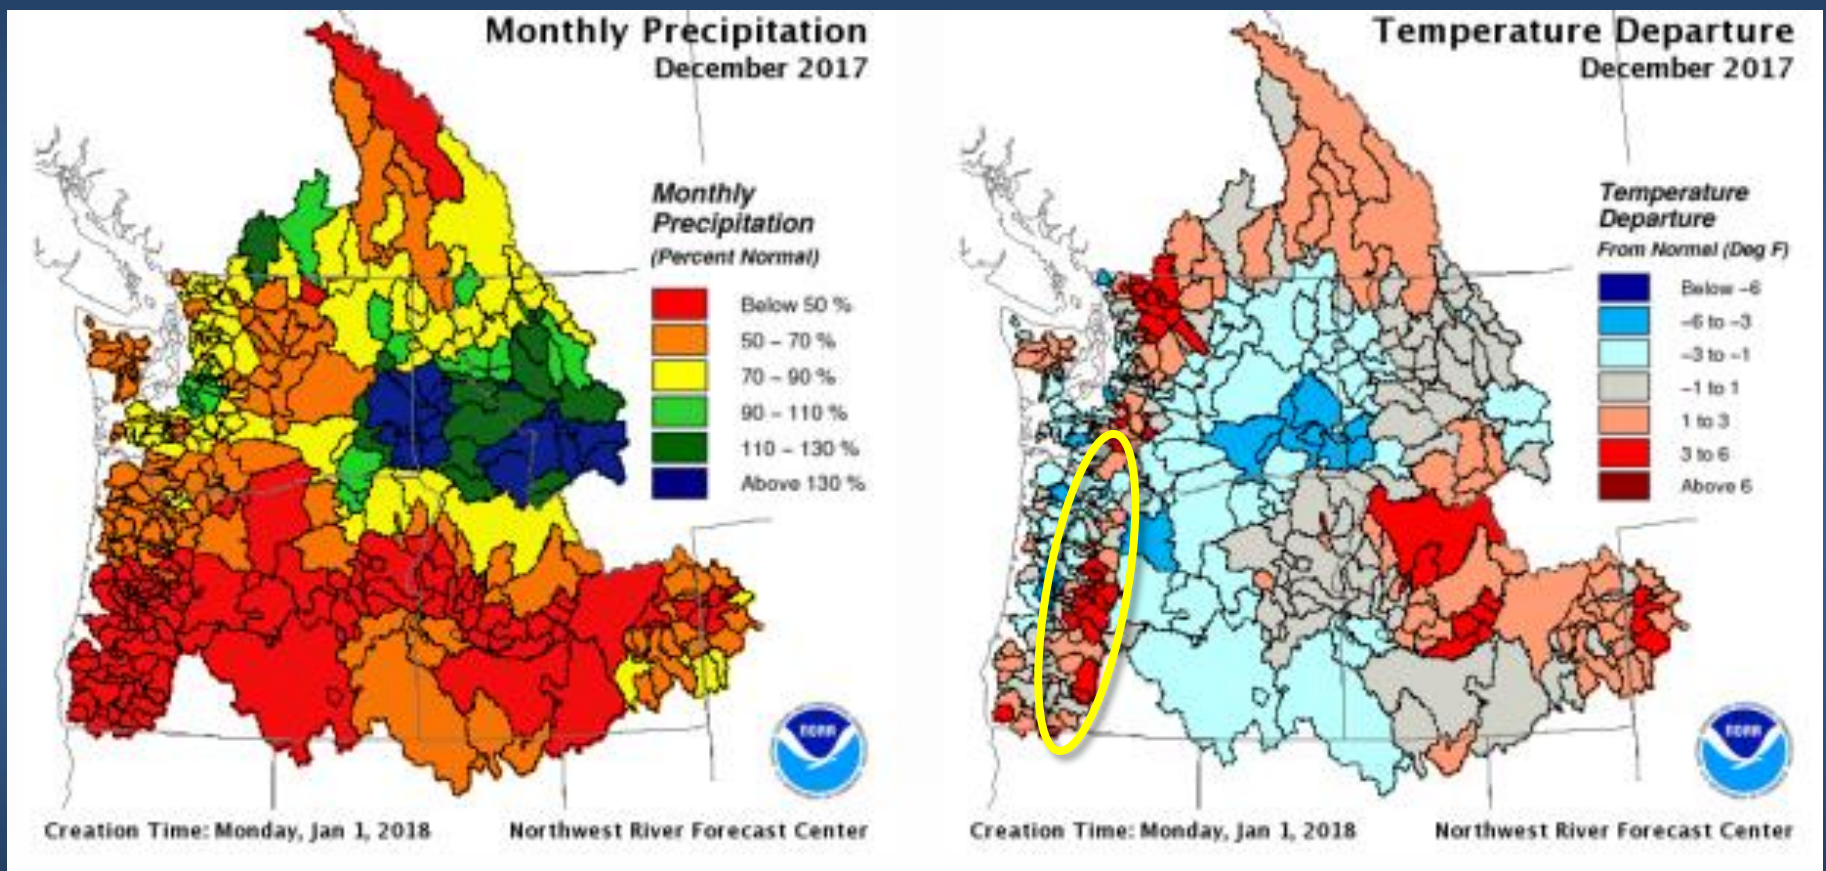 Monthly Precipitation
December 2017
Monthly
Precipitation
(Percent Normal)
Below 50 %
50 - 70 %
70 - 90 %
90 - 110 %
110 - 130 %
Above 130 %
NOAA
Creation Time: Monday, Jan 1, 2018
Northwest River Forecast Center
Temperature Departure
December 2017
Temperature
Departure
From Normal (Deg F)
Below -6
-6 to -3
-3 to -1
-1 to 1
1 to 3
3 to 6
Above 6
NOAA
Creation Time: Monday, Jan 1, 2018
Northwest River Forecast Center